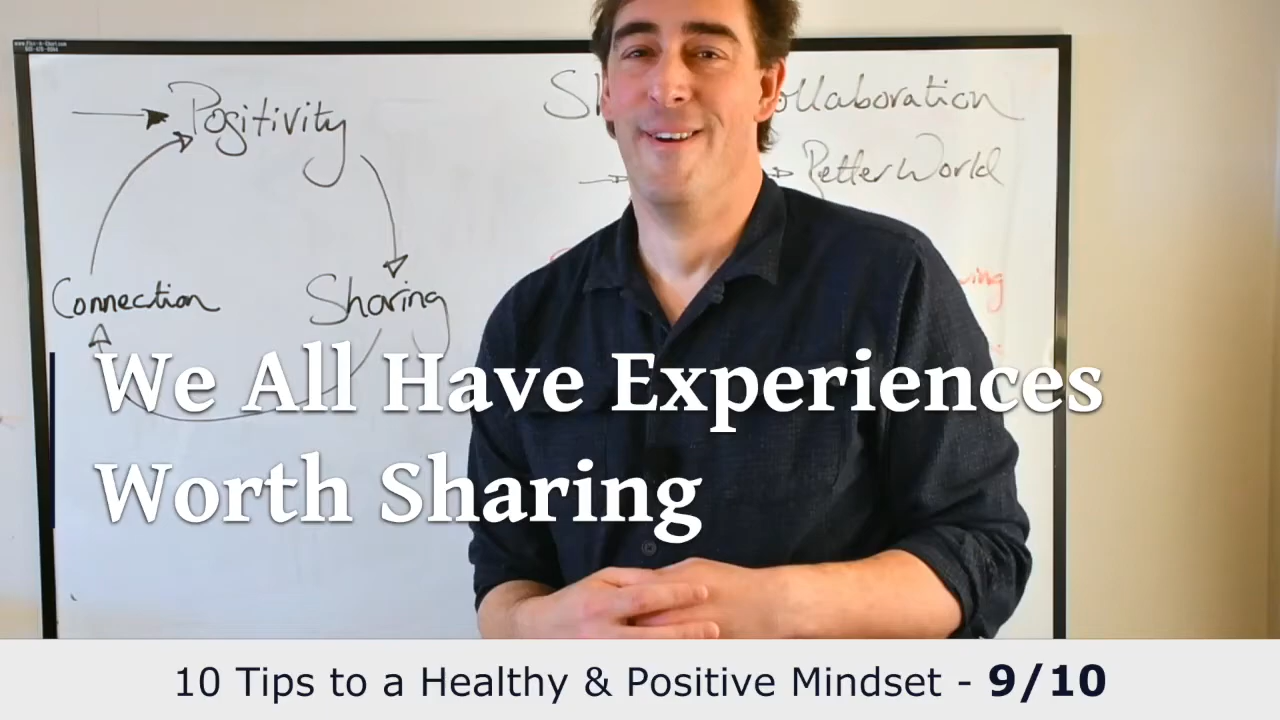 Positivity
Collaboration
Better World
Connection
Sharing
We All Have Experiences
Worth Sharing
10 Tips to a Healthy & Positive Mindset - 9/10